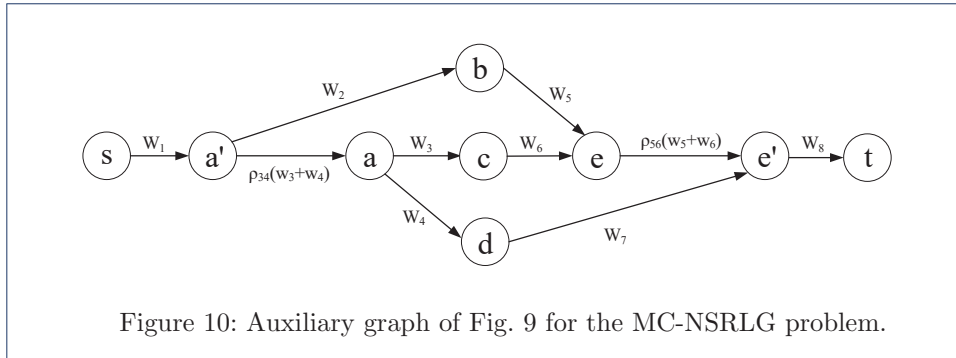 b
W₂
W₅
s
W₁
a'
ρ₃₄(w₃+w₄)
a
W₃
c
W₆
e
ρ₅₆(w₅+w₆)
e'
W₈
t
W₄
d
W₇
Figure 10: Auxiliary graph of Fig. 9 for the MC-NSRLG problem.